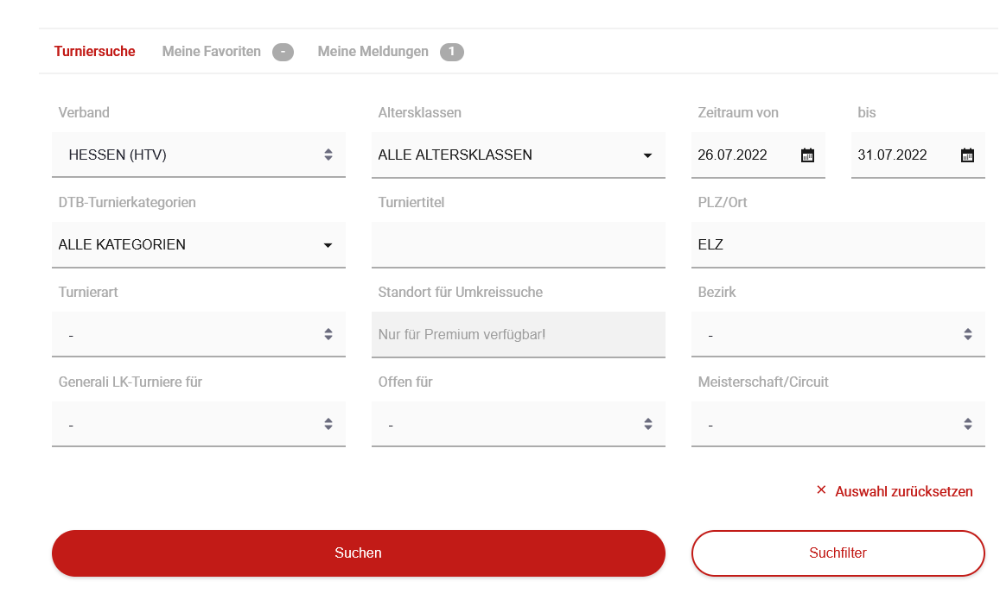 Turniersuche Meine Favoriten - Meine Meldungen 1
Verband Altersklassen Zeitraum von bis
HESSEN (HTV) ALLE ALTERSKLASSEN 26.07.2022 31.07.2022
DTB-Turnierkategorien Turniertitel PLZ/Ort
ALLE KATEGORIEN ELZ
Turnierart Standort für Umkreissuche Bezirk
- Nur für Premium verfügbar! -
Generali LK-Turniere für Offen für Meisterschaft/Circuit
- - -
× Auswahl zurücksetzen
Suchen Suchfilter